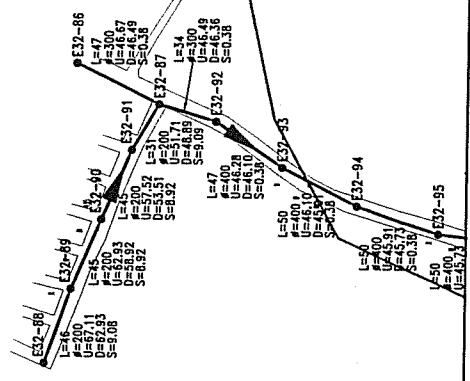 E32-86
L=47
ø=300
U=46.67
D=46.49
S=0.38
E32-87
L=34
ø=300
U=46.49
D=46.36
S=0.38
E32-88
L=46
ø=200
U=67.11
D=62.93
S=9.08
E32-89
L=45
ø=200
U=62.93
D=58.92
S=8.92
E32-90
L=45
ø=200
U=57.52
D=53.51
S=8.92
E32-91
L=31
ø=200
U=51.71
D=48.89
S=9.09
E32-92
L=47
ø=400
U=46.28
D=46.10
S=0.38
E32-93
L=50
ø=400
U=46.10
S=0.38
E32-94
L=50
ø=400
U=45.91
D=45.73
S=0.38
E32-95
L=50
ø=400
U=45.73